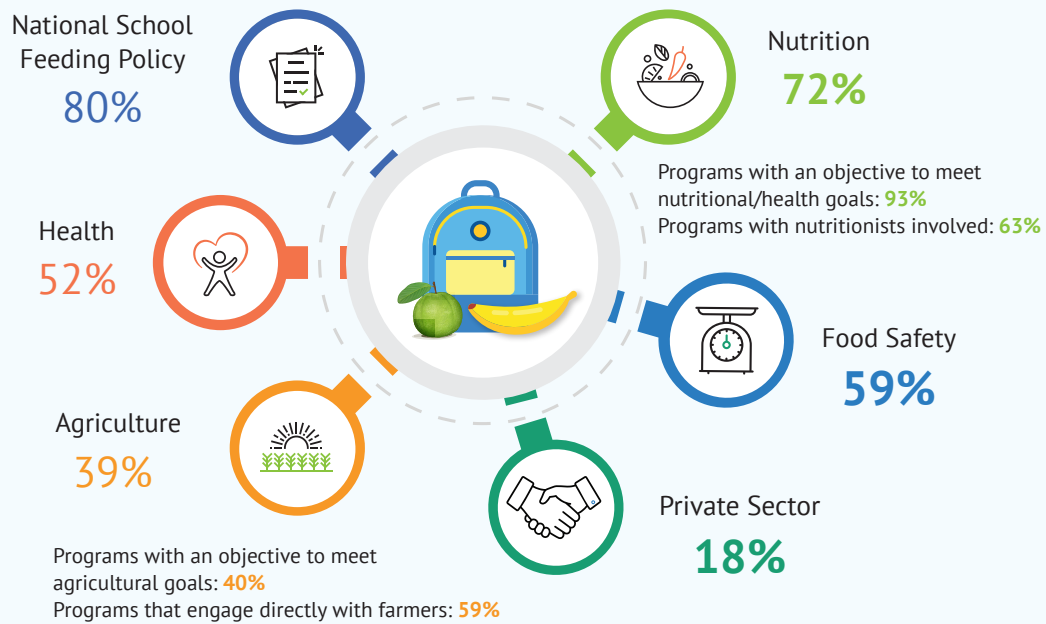 National School
Feeding Policy
80%
Nutrition
72%
Programs with an objective to meet
nutritional/health goals: 93%
Programs with nutritionists involved: 63%
Health
52%
Food Safety
59%
Agriculture
39%
Programs with an objective to meet
agricultural goals: 40%
Programs that engage directly with farmers: 59%
Private Sector
18%